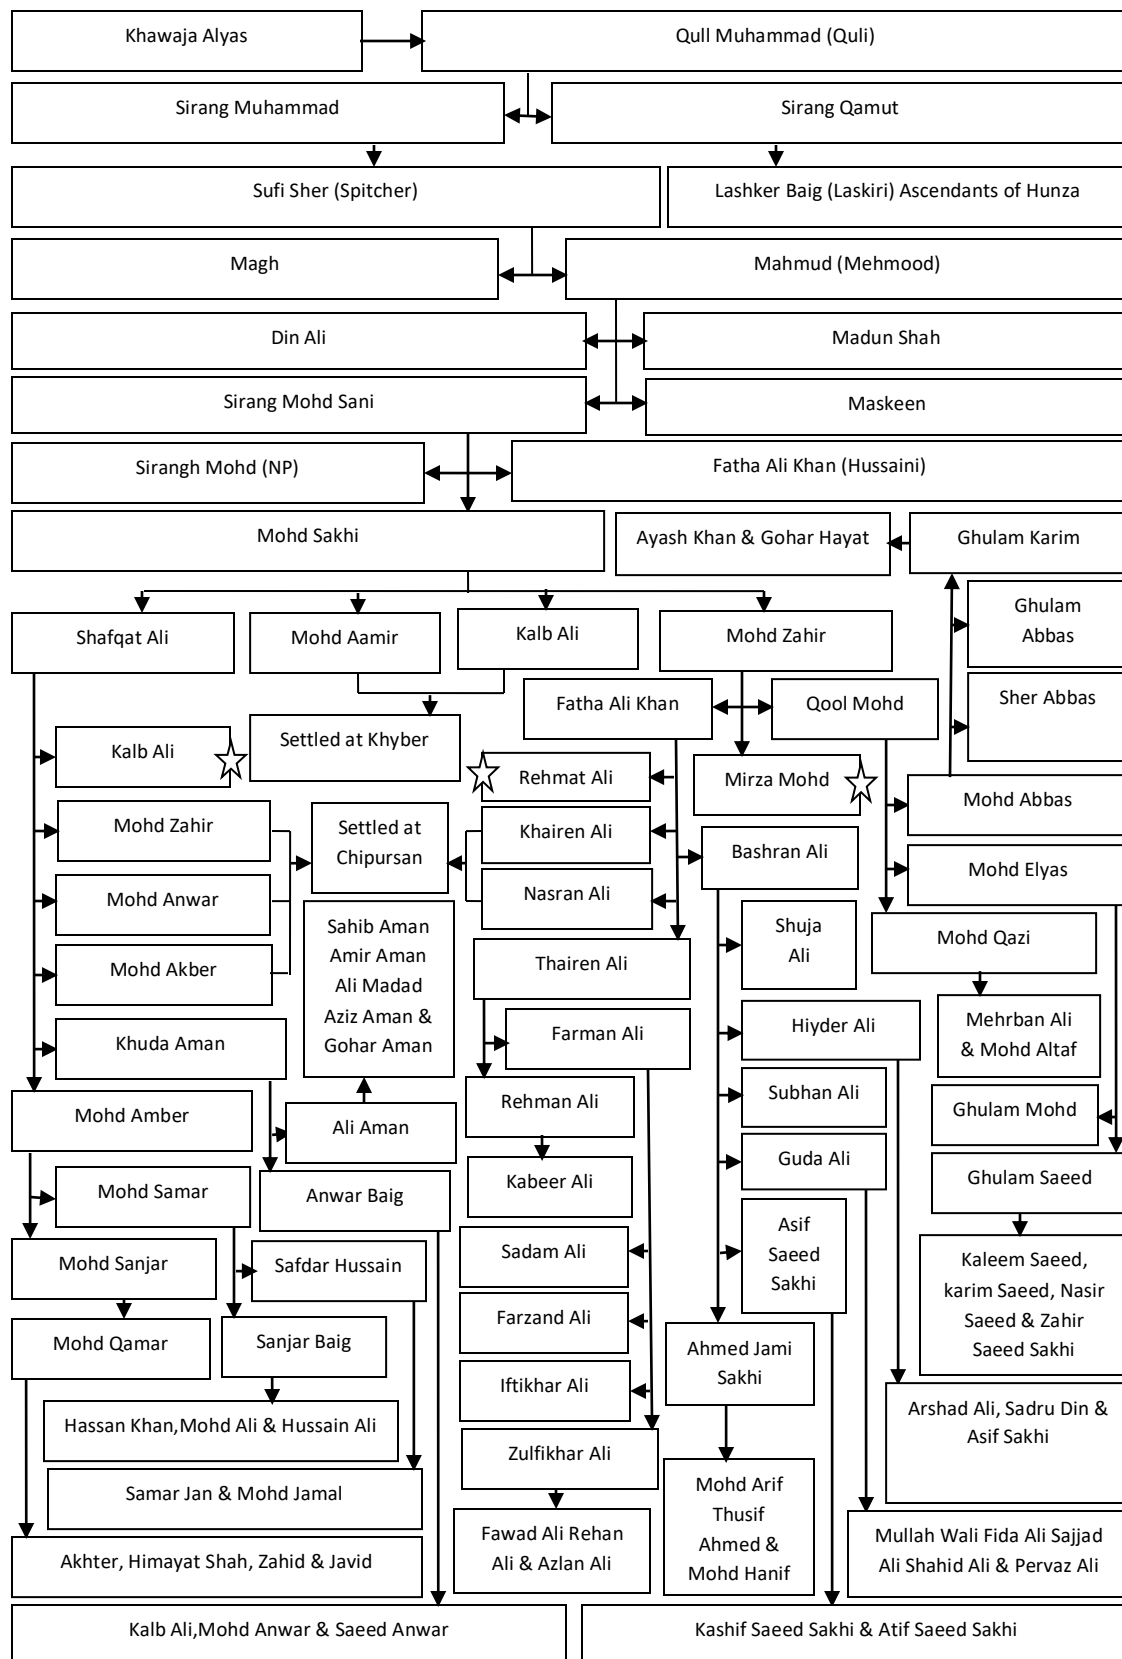 Khawaja Alyas
Qull Muhammad (Quli)
Sirang Muhammad
Sirang Qamut
Sufi Sher (Spitcher)
Lashker Baig (Laskiri) Ascendants of Hunza
Magh
Mahmud (Mehmood)
Din Ali
Madun Shah
Sirang Mohd Sani
Maskeen
Sirangh Mohd (NP)
Fatha Ali Khan (Hussaini)
Mohd Sakhi
Ayash Khan & Gohar Hayat
Ghulam Karim
Ghulam
Abbas
Shafqat Ali
Mohd Aamir
Kalb Ali
Mohd Zahir
Sher Abbas
Fatha Ali Khan
Qool Mohd
Kalb Ali
Settled at Khyber
Rehmat Ali
Mirza Mohd
Mohd Abbas
Mohd Zahir
Settled at
Chipursan
Khairen Ali
Bashran Ali
Mohd Elyas
Mohd Anwar
Nasran Ali
Sahib Aman
Amir Aman
Ali Madad
Aziz Aman &
Gohar Aman
Shuja
Ali
Mohd Qazi
Mohd Akber
Thairen Ali
Khuda Aman
Farman Ali
Hiyder Ali
Mehrban Ali
& Mohd Altaf
Mohd Amber
Ali Aman
Rehman Ali
Subhan Ali
Ghulam Mohd
Mohd Samar
Anwar Baig
Kabeer Ali
Guda Ali
Ghulam Saeed
Mohd Sanjar
Safdar Hussain
Sadam Ali
Asif
Saeed
Sakhi
Kaleem Saeed,
karim Saeed, Nasir
Saeed & Zahir
Saeed Sakhi
Mohd Qamar
Sanjar Baig
Farzand Ali
Ahmed Jami
Sakhi
Iftikhar Ali
Hassan Khan,Mohd Ali & Hussain Ali
Arshad Ali, Sadru Din &
Asif Sakhi
Zulfikhar Ali
Samar Jan & Mohd Jamal
Mohd Arif
Thusif
Ahmed &
Mohd Hanif
Akhter, Himayat Shah, Zahid & Javid
Fawad Ali Rehan
Ali & Azlan Ali
Mullah Wali Fida Ali Sajjad
Ali Shahid Ali & Pervaz Ali
Kalb Ali,Mohd Anwar & Saeed Anwar
Kashif Saeed Sakhi & Atif Saeed Sakhi